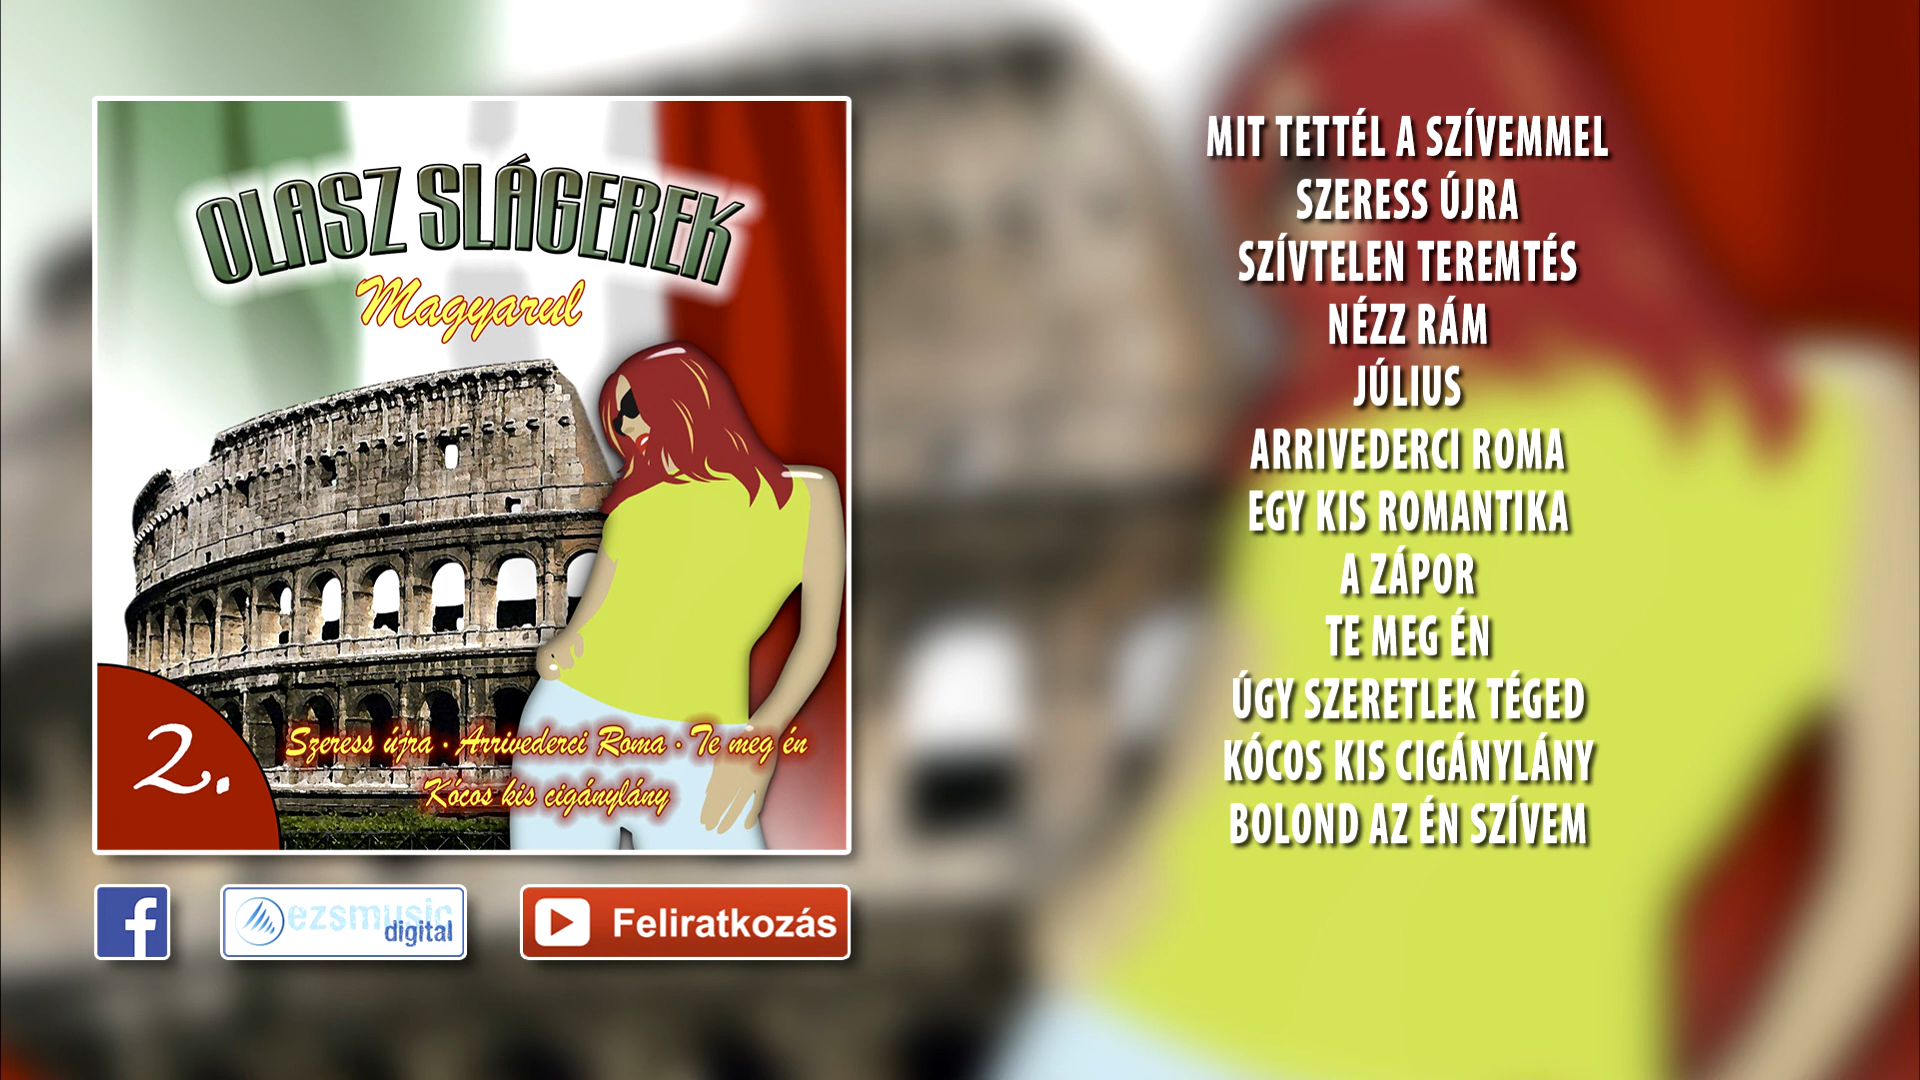 OLASZ SLÁGEREK
Magyarul
2.
Szeress újra · Arrivederci Roma · Te meg én
Kócos kis cigánylány
f
ezsmusic
digital
Feliratkozás
MIT TETTÉL A SZÍVEMMEL
SZERESS ÚJRA
SZÍVTELEN TEREMTÉS
NÉZZ RÁM
JÚLIUS
ARRIVEDERCI ROMA
EGY KIS ROMANTIKA
A ZÁPOR
TE MEG ÉN
ÚGY SZERETLEK TÉGED
KÓCOS KIS CIGÁNYLÁNY
BOLOND AZ ÉN SZÍVEM